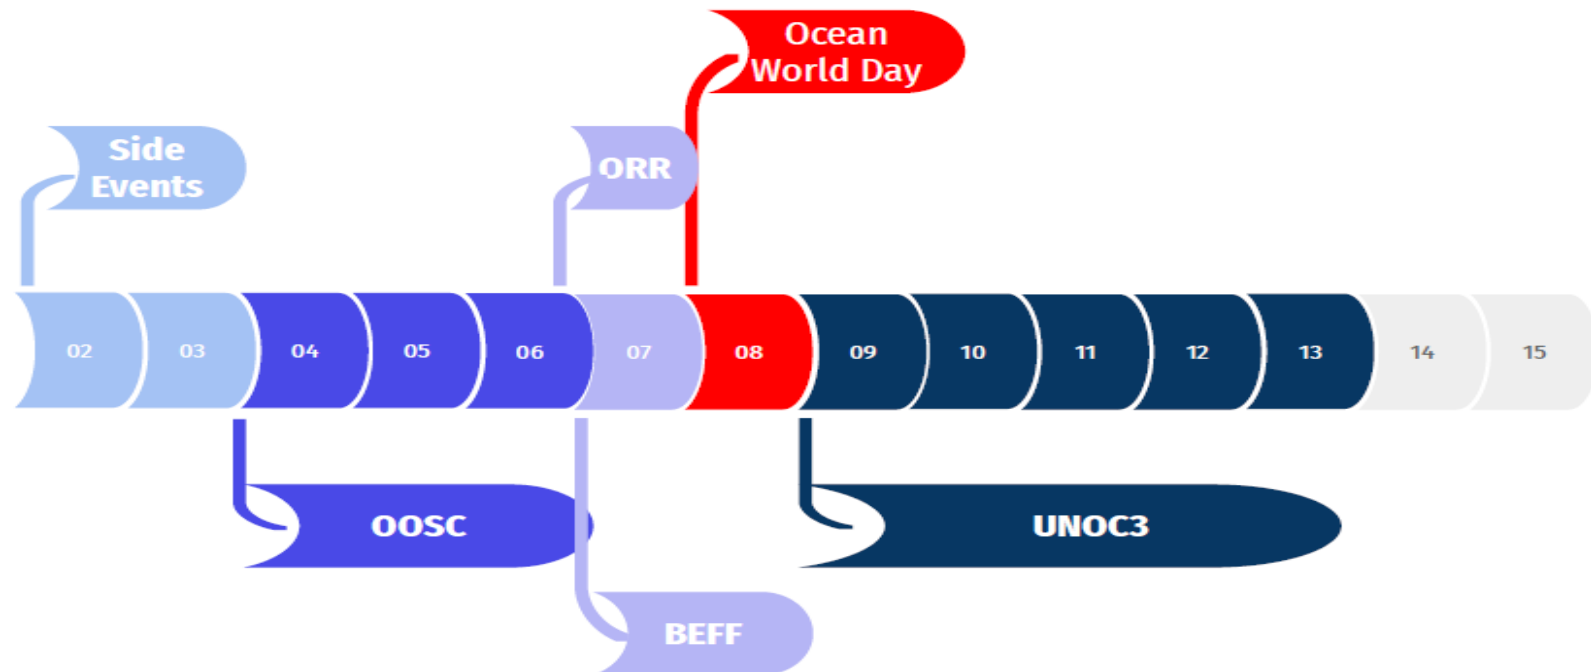 Ocean
World Day
Side
Events
ORR
02 03 04 05 06 07 08 09 10 11 12 13 14 15
OOSC
UNOC3
BEFF